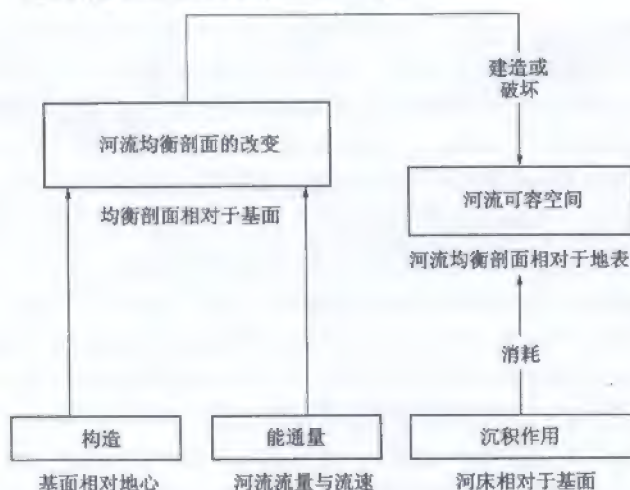 建造或
破坏
河流均衡剖面的改变
河流可容空间
均衡剖面相对于基面
河流均衡剖面相对于地表
消耗
构造
能通量
沉积作用
基面相对地心
河流流量与流速
河床相对于基面